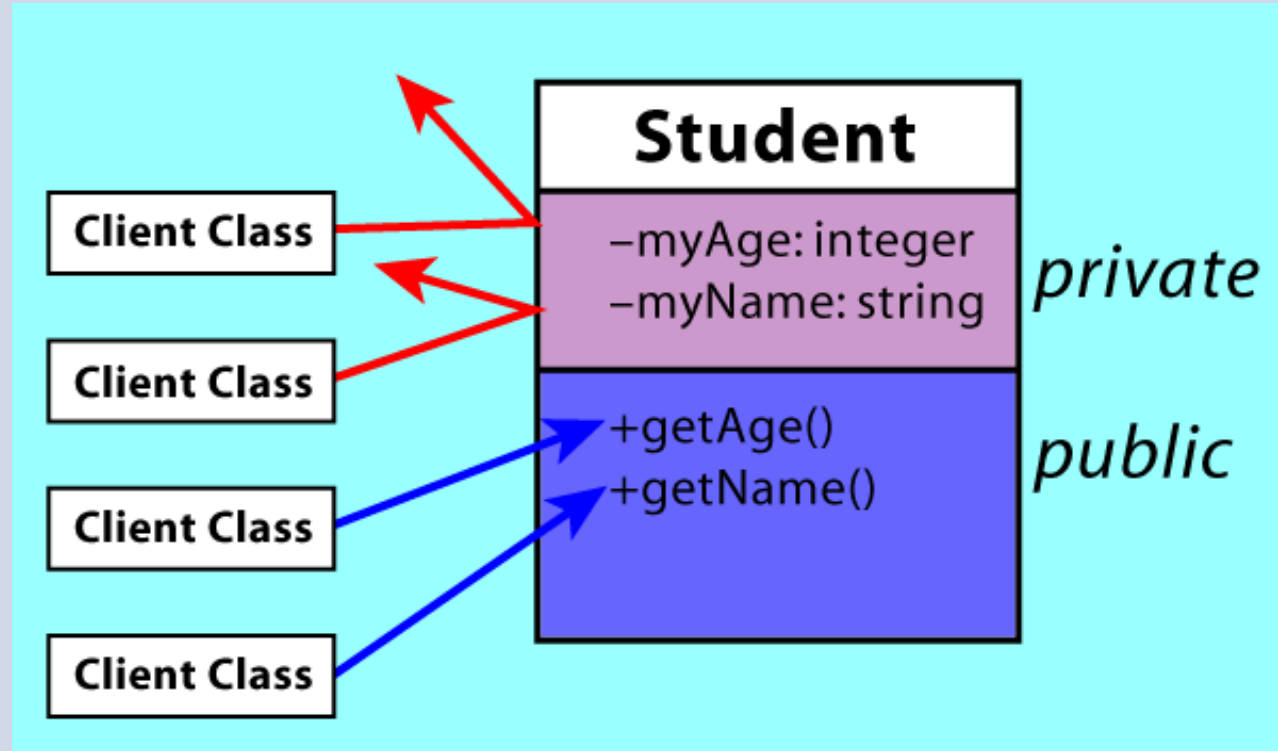 Student
Client Class
–myAge: integer
–myName: string
private
Client Class
+getAge()
+getName()
public
Client Class
Client Class